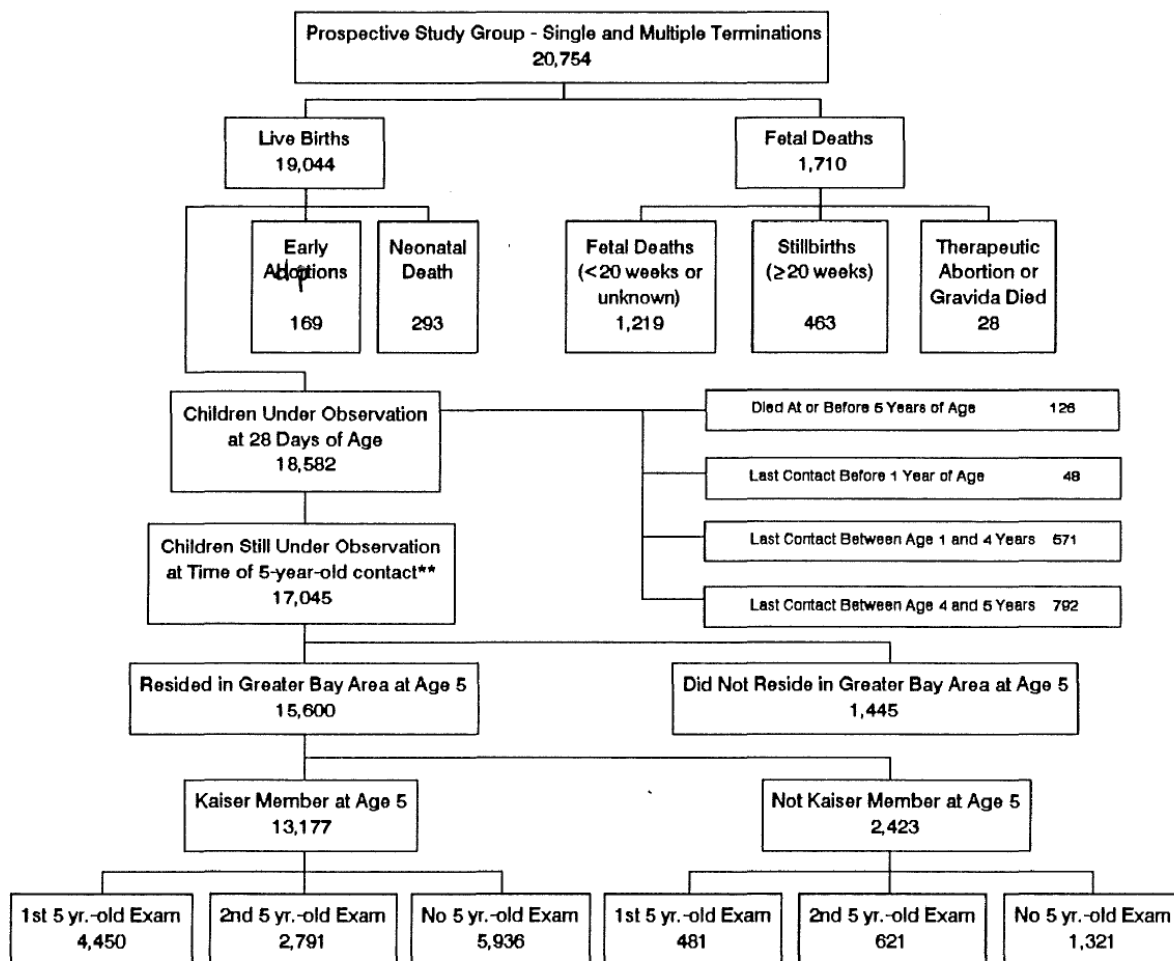 Prospective Study Group - Single and Multiple Terminations
20,754
Live Births
19,044
Fetal Deaths
1,710
Early
Adoptions
169
Neonatal
Death
293
Fetal Deaths
(<20 weeks or
unknown)
1,219
Stillbirths
(≥20 weeks)
463
Therapeutic
Abortion or
Gravida Died
28
Children Under Observation
at 28 Days of Age
18,582
Died At or Before 5 Years of Age 126
Last Contact Before 1 Year of Age 48
Last Contact Between Age 1 and 4 Years 571
Last Contact Between Age 4 and 5 Years 792
Children Still Under Observation
at Time of 5-year-old contact**
17,045
Resided in Greater Bay Area at Age 5
15,600
Did Not Reside in Greater Bay Area at Age 5
1,445
Kaiser Member at Age 5
13,177
Not Kaiser Member at Age 5
2,423
1st 5 yr.-old Exam
4,450
2nd 5 yr.-old Exam
2,791
No 5 yr.-old Exam
5,936
1st 5 yr.-old Exam
481
2nd 5 yr.-old Exam
621
No 5 yr.-old Exam
1,321